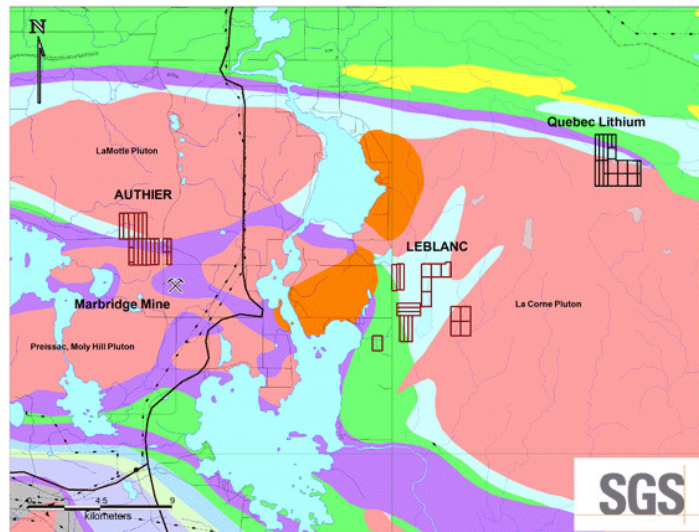 N
Quebec Lithium
LaMotte Pluton
AUTHIER
LEBLANC
Marbridge Mine
La Corne Pluton
Preissac, Moly Hill Pluton
SGS
0 4.5 9
kilometers